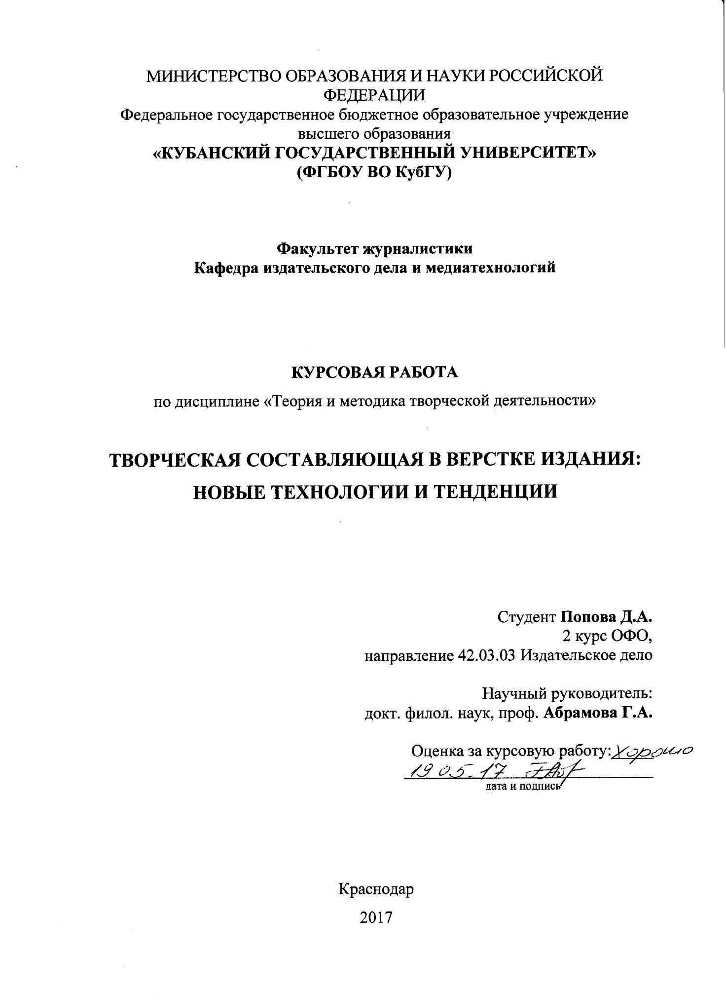 МИНИСТЕРСТВО ОБРАЗОВАНИЯ И НАУКИ РОССИЙСКОЙ
ФЕДЕРАЦИИ
Федеральное государственное бюджетное образовательное учреждение
высшего образования
«КУБАНСКИЙ ГОСУДАРСТВЕННЫЙ УНИВЕРСИТЕТ»
(ФГБОУ ВО КубГУ)
Факультет журналистики
Кафедра издательского дела и медиатехнологий
КУРСОВАЯ РАБОТА
по дисциплине «Теория и методика творческой деятельности»
ТВОРЧЕСКАЯ СОСТАВЛЯЮЩАЯ В ВЕРСТКЕ ИЗДАНИЯ:
НОВЫЕ ТЕХНОЛОГИИ И ТЕНДЕНЦИИ
Студент Попова Д.А.
2 курс ОФО,
направление 42.03.03 Издательское дело
Научный руководитель:
докт. филол. наук, проф. Абрамова Г.А.
Оценка за курсовую работу: хорошо
19 05.17
дата и подпись
Краснодар
2017